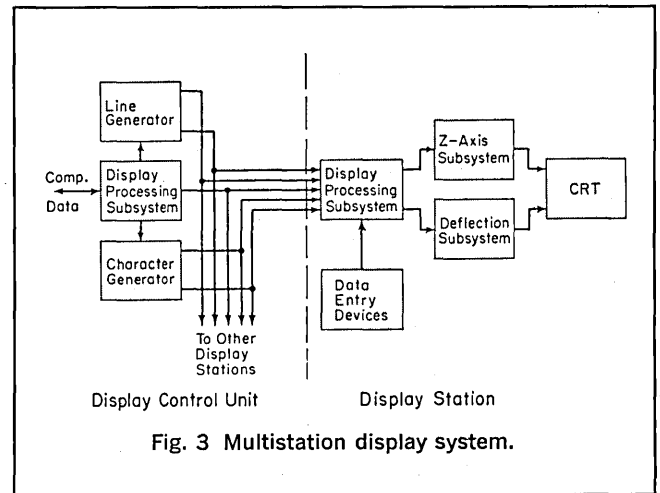 Line
Generator
Comp.
Data
Display
Processing
Subsystem
Character
Generator
To Other
Display
Stations
Display Control Unit
Display
Processing
Subsystem
Data
Entry
Devices
Z-Axis
Subsystem
Deflection
Subsystem
CRT
Display Station
Fig. 3 Multistation display system.